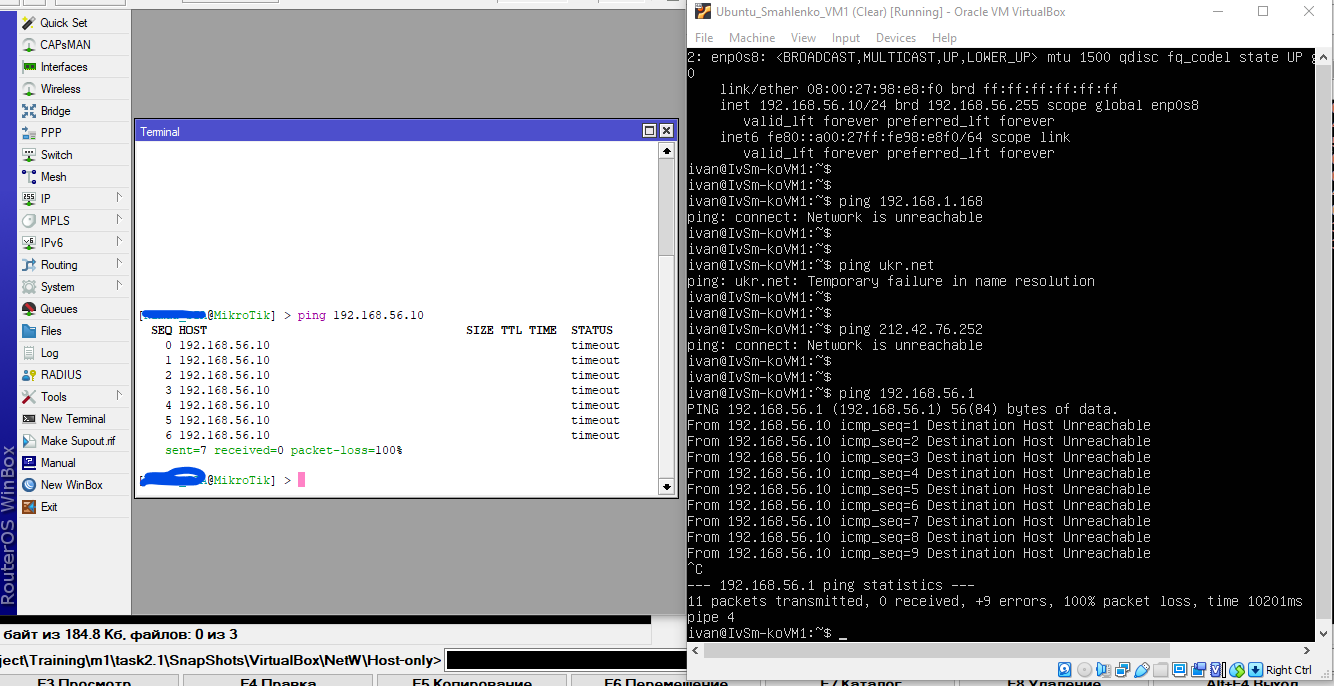 Quick Set
CAPsMAN
Interfaces
Wireless
Bridge
PPP
Switch
Mesh
IP
MPLS
IPv6
Routing
System
Queues
Files
Log
RADIUS
Tools
New Terminal
Make Supout.rif
Manual
New WinBox
Exit
RouterOS WinBox
Terminal
@MikroTik] > ping 192.168.56.10
SEQ HOST SIZE TTL TIME STATUS
0 192.168.56.10 timeout
1 192.168.56.10 timeout
2 192.168.56.10 timeout
3 192.168.56.10 timeout
4 192.168.56.10 timeout
5 192.168.56.10 timeout
6 192.168.56.10 timeout
sent=7 received=0 packet-loss=100%
@MikroTik] >
байт из 184.8 Кб, файлов: 0 из 3
ject\Training\m1\task2.1\SnapShots\VirtualBox\NetW\Host-only>
F3 Просмотр F4 Правка F5 Копирование F6 Перемещение F7 Каталог F8 Удаление Alt+F4 Выход
Ubuntu_Smahlenko_VM1 (Clear) [Running] - Oracle VM VirtualBox
File Machine View Input Devices Help
2: enp0s8: <BROADCAST,MULTICAST,UP,LOWER_UP> mtu 1500 qdisc fq_codel state UP g
0
link/ether 08:00:27:98:e8:f0 brd ff:ff:ff:ff:ff:ff
inet 192.168.56.10/24 brd 192.168.56.255 scope global enp0s8
valid_lft forever preferred_lft forever
inet6 fe80::a00:27ff:fe98:e8f0/64 scope link
valid_lft forever preferred_lft forever
ivan@IvSm-koVM1:~$
ivan@IvSm-koVM1:~$
ivan@IvSm-koVM1:~$ ping 192.168.1.168
ping: connect: Network is unreachable
ivan@IvSm-koVM1:~$
ivan@IvSm-koVM1:~$
ivan@IvSm-koVM1:~$ ping ukr.net
ping: ukr.net: Temporary failure in name resolution
ivan@IvSm-koVM1:~$
ivan@IvSm-koVM1:~$
ivan@IvSm-koVM1:~$ ping 212.42.76.252
ping: connect: Network is unreachable
ivan@IvSm-koVM1:~$
ivan@IvSm-koVM1:~$
ivan@IvSm-koVM1:~$ ping 192.168.56.1
PING 192.168.56.1 (192.168.56.1) 56(84) bytes of data.
From 192.168.56.10 icmp_seq=1 Destination Host Unreachable
From 192.168.56.10 icmp_seq=2 Destination Host Unreachable
From 192.168.56.10 icmp_seq=3 Destination Host Unreachable
From 192.168.56.10 icmp_seq=4 Destination Host Unreachable
From 192.168.56.10 icmp_seq=5 Destination Host Unreachable
From 192.168.56.10 icmp_seq=6 Destination Host Unreachable
From 192.168.56.10 icmp_seq=7 Destination Host Unreachable
From 192.168.56.10 icmp_seq=8 Destination Host Unreachable
From 192.168.56.10 icmp_seq=9 Destination Host Unreachable
^C
--- 192.168.56.1 ping statistics ---
11 packets transmitted, 0 received, +9 errors, 100% packet loss, time 10201ms
pipe 4
ivan@IvSm-koVM1:~$ _
Right Ctrl